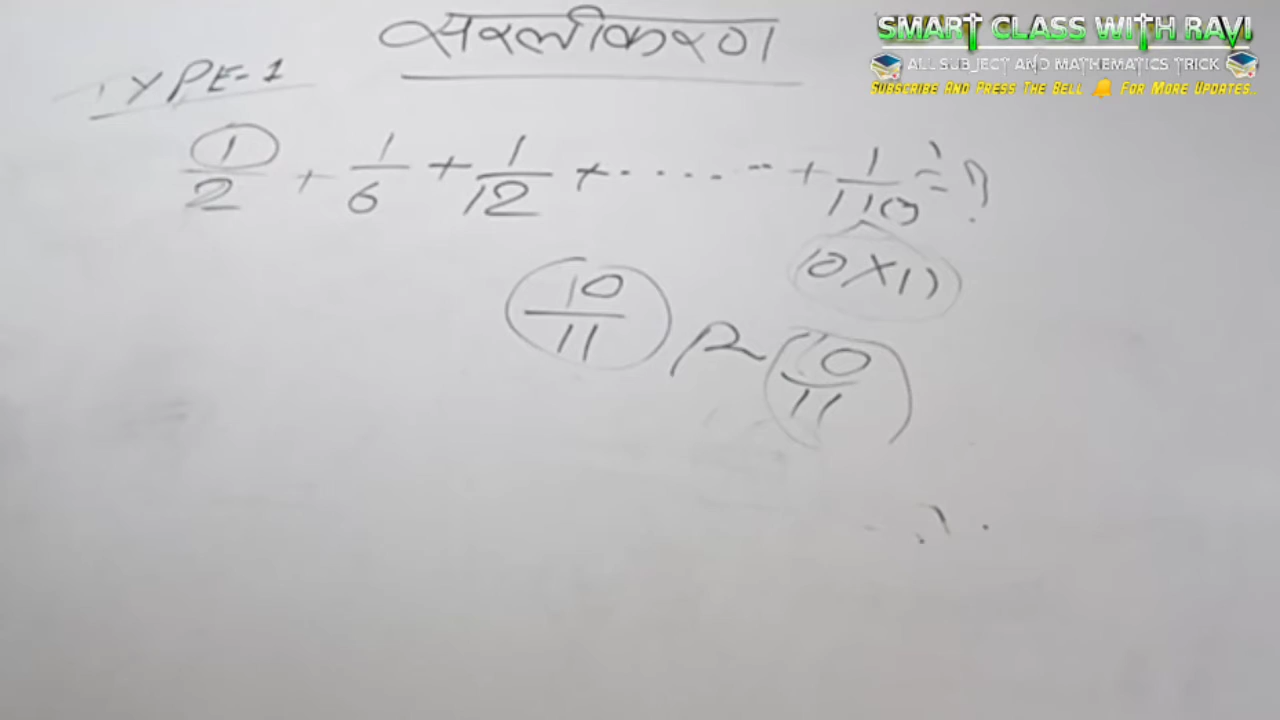 सरलीकरण
SMART CLASS WITH RAVI
ALL SUBJECT AND MATHEMATICS TRICK
SUBSCRIBE AND PRESS THE BELL 🔔 FOR MORE UPDATES..
TYPE-1
1/2 + 1/6 + 1/12 + ....... + 1/110 = ?
10 X 11
10/11
10/11